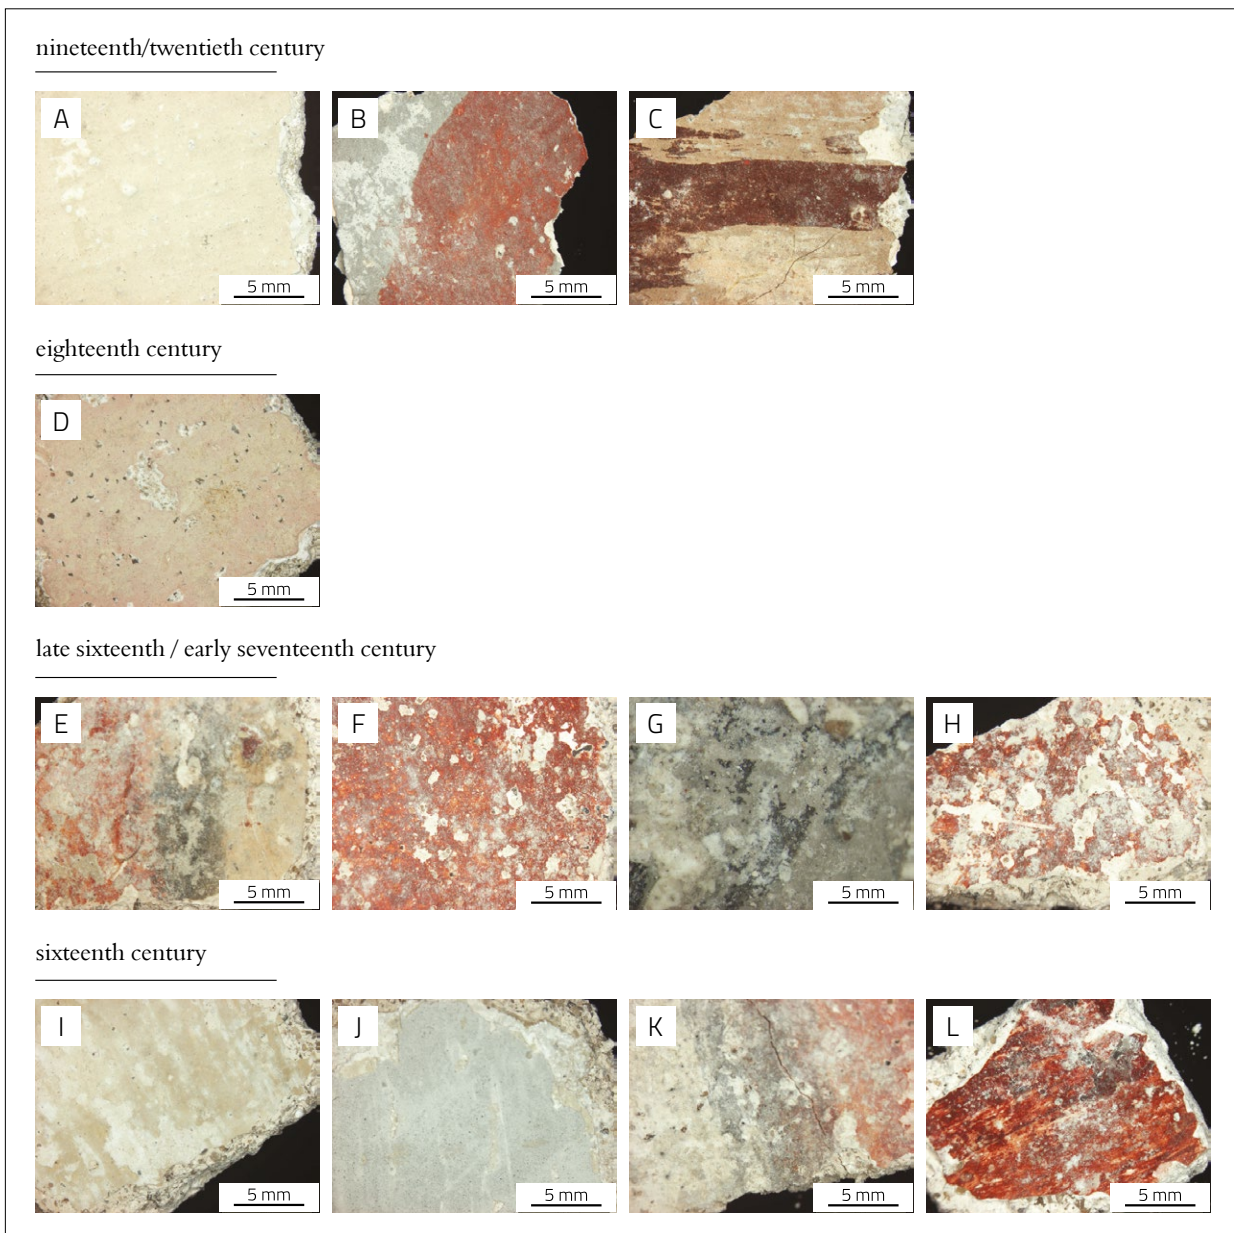 nineteenth/twentieth century
A
B
C
5 mm
5 mm
5 mm
eighteenth century
D
5 mm
late sixteenth / early seventeenth century
E
F
G
H
5 mm
5 mm
5 mm
5 mm
sixteenth century
I
J
K
L
5 mm
5 mm
5 mm
5 mm